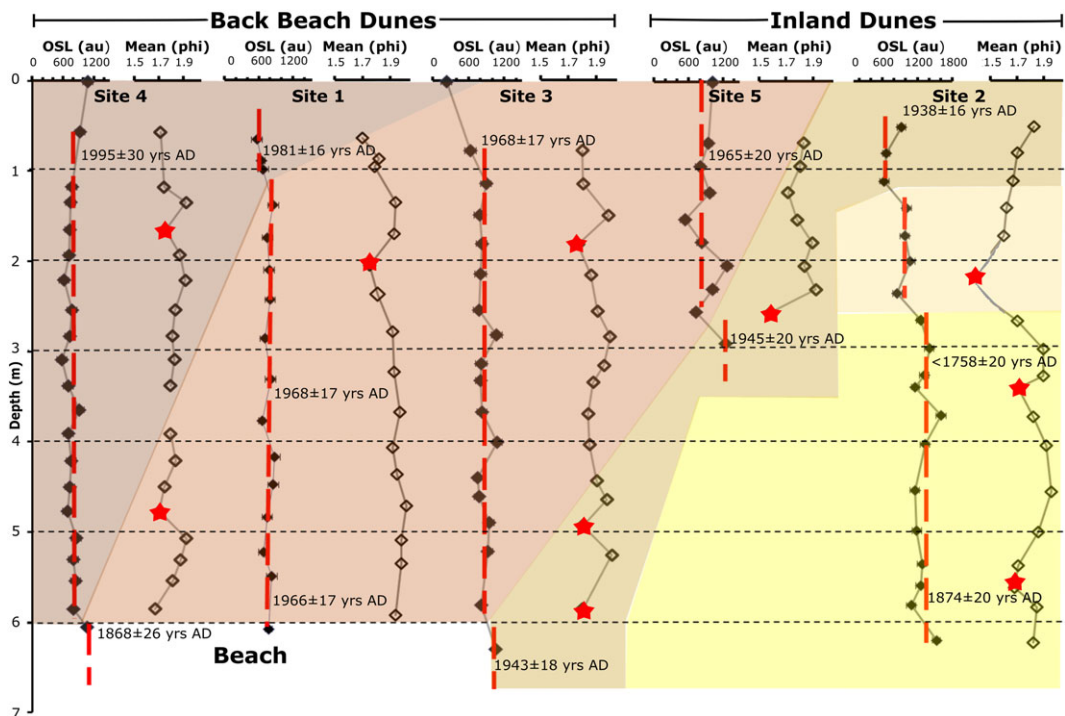 Back Beach Dunes Inland Dunes
OSL (au) Mean (phi) OSL (au) Mean (phi) OSL (au) Mean (phi) OSL (au) Mean (phi) OSL (au) Mean (phi)
0 600 1200 1.5 1.7 1.9 0 600 1200 1.5 1.7 1.9 0 600 1200 1.5 1.7 1.9 0 600 1200 1.5 1.7 1.9 0 600 1200 1800 1.5 1.7 1.9
0
Site 4 Site 1 Site 3 Site 5 Site 2
1938±16 yrs AD
1995±30 yrs AD 1981±16 yrs AD 1968±17 yrs AD 1965±20 yrs AD
1
2
1945±20 yrs AD
3
<1758±20 yrs AD
1968±17 yrs AD
Depth (m)
4
5
1966±17 yrs AD 1874±20 yrs AD
6
1868±26 yrs AD
Beach
1943±18 yrs AD
7